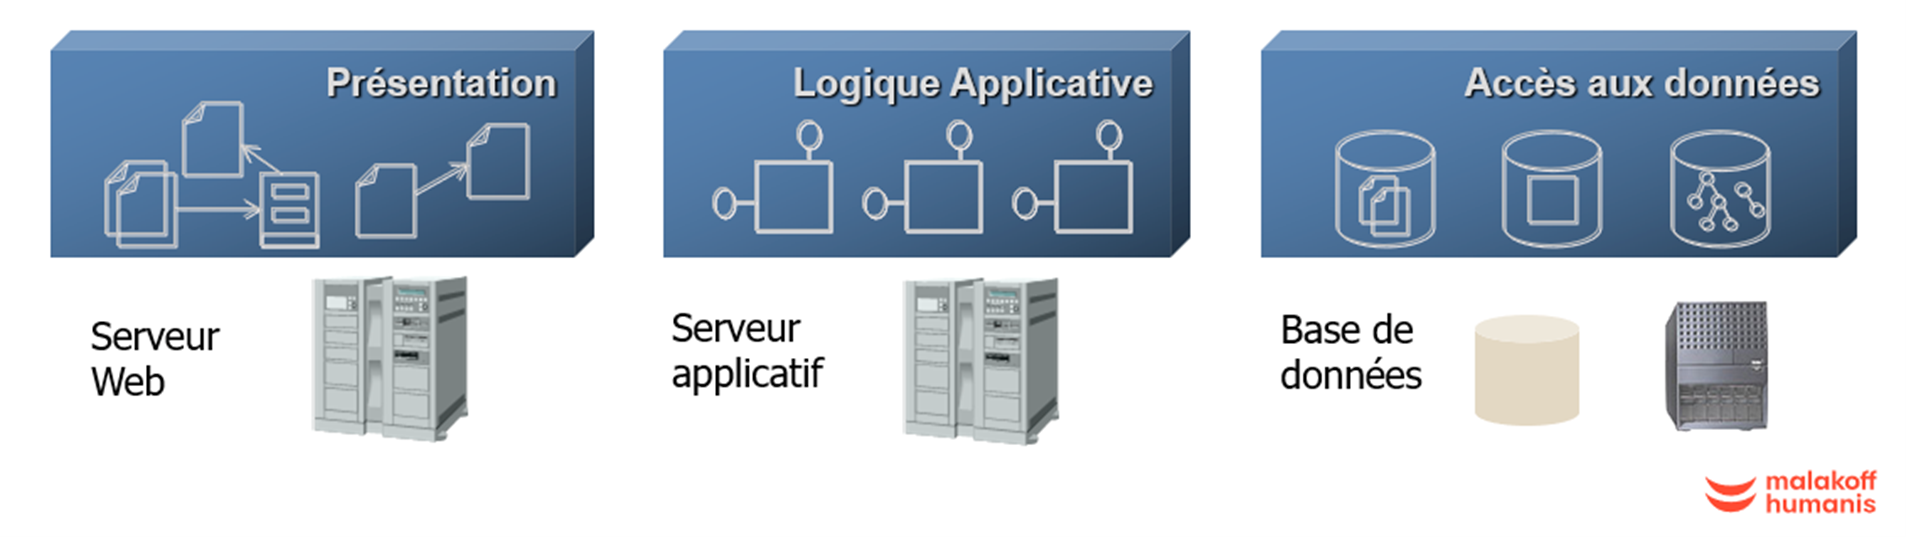 Présentation
Logique Applicative
Accès aux données
Serveur
Web
Serveur
applicatif
Base de
données
malakoff
humanis